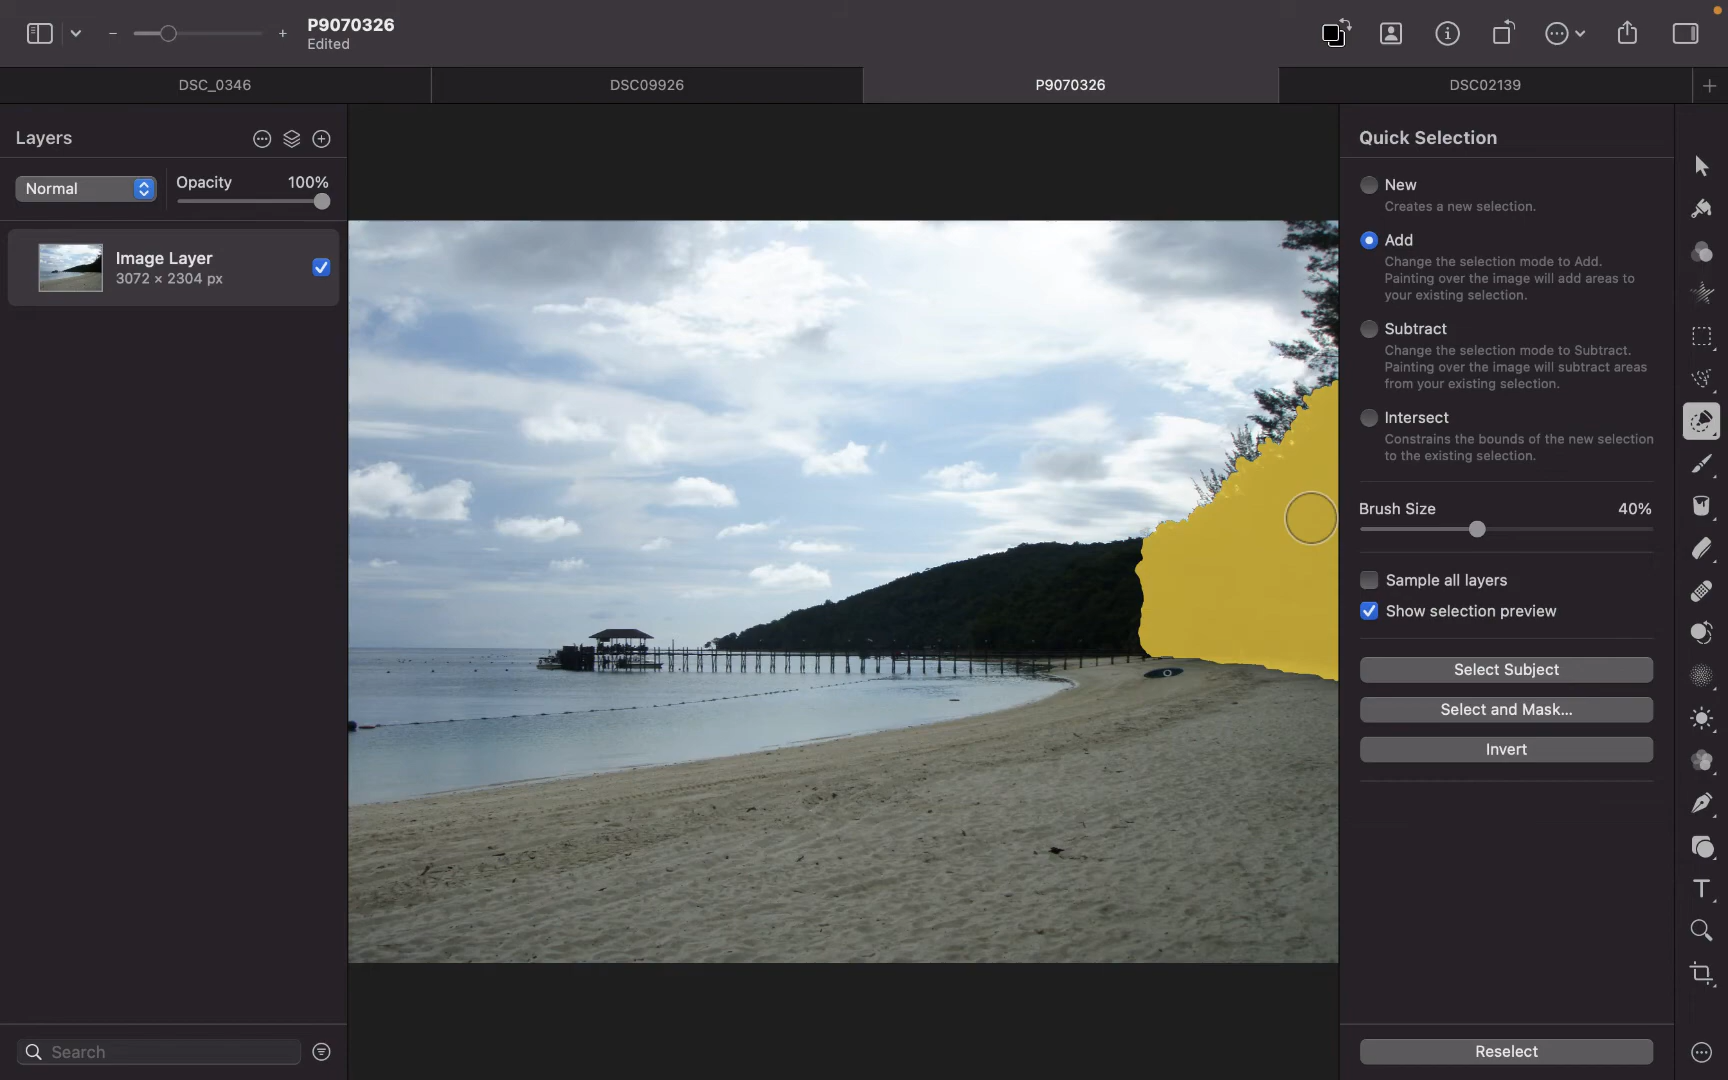 P9070326
Edited
DSC_0346
DSC09926
P9070326
DSC02139
Layers
Normal
Opacity
100%
Image Layer
3072 × 2304 px
Search
Quick Selection
New
Creates a new selection.
Add
Change the selection mode to Add.
Painting over the image will add areas to
your existing selection.
Subtract
Change the selection mode to Subtract.
Painting over the image will subtract areas
from your existing selection.
Intersect
Constrains the bounds of the new selection
to the existing selection.
Brush Size
40%
Sample all layers
Show selection preview
Select Subject
Select and Mask...
Invert
Reselect